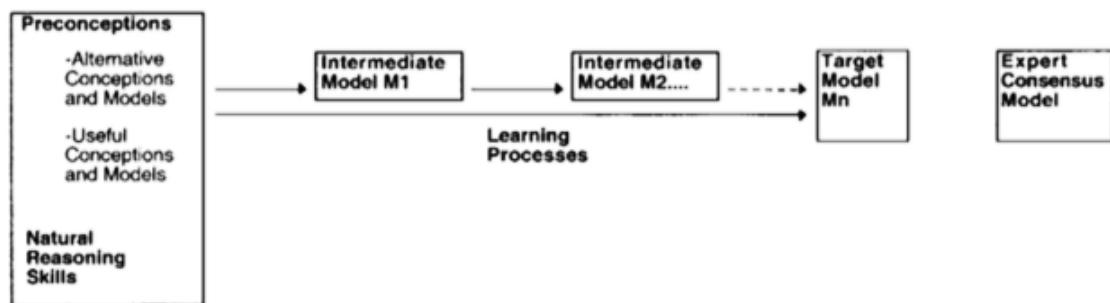 Preconceptions
-Alternative
Conceptions
and Models
-Useful
Conceptions
and Models
Natural
Reasoning
Skills
Intermediate
Model M1
Intermediate
Model M2....
Learning
Processes
Target
Model
Mn
Expert
Consensus
Model